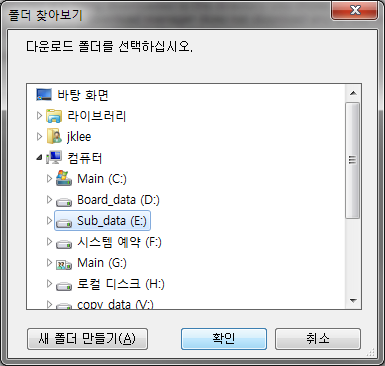 폴더 찾아보기
다운로드 폴더를 선택하십시오.
바탕 화면
라이브러리
jklee
컴퓨터
Main (C:)
Board_data (D:)
Sub_data (E:)
시스템 예약 (F:)
Main (G:)
로컬 디스크 (H:)
copy_data (V:)
새 폴더 만들기(A) 확인 취소